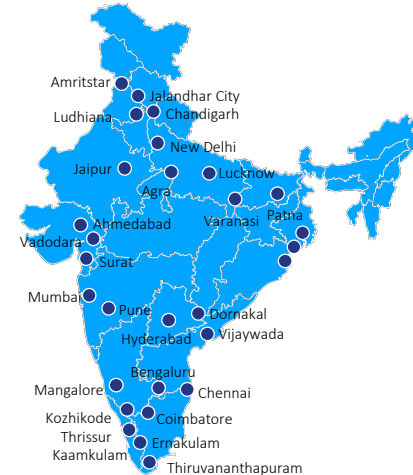 Amritstar
Jalandhar City
Ludhiana
Chandigarh
New Delhi
Jaipur
Lucknow
Agra
Varanasi
Patna
Ahmedabad
Vadodara
Surat
Mumbai
Pune
Dornakal
Hyderabad
Vijaywada
Bengaluru
Mangalore
Chennai
Kozhikode
Coimbatore
Thrissur
Ernakulam
Kaamkulam
Thiruvananthapuram